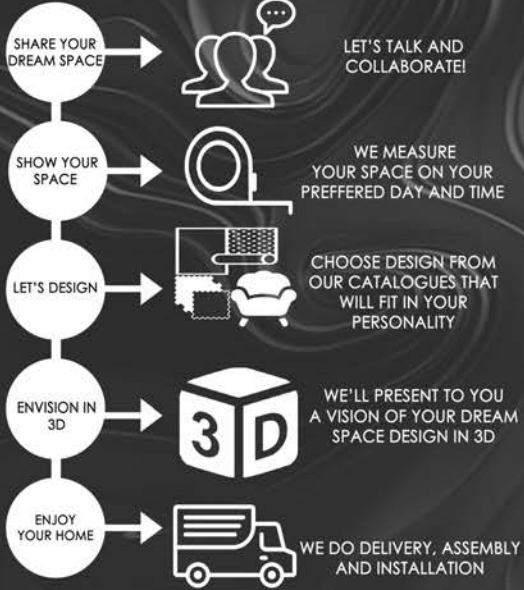 SHARE YOUR
DREAM SPACE
LET'S TALK AND
COLLABORATE!
SHOW YOUR
SPACE
WE MEASURE
YOUR SPACE ON YOUR
PREFFERED DAY AND TIME
LET'S DESIGN
CHOOSE DESIGN FROM
OUR CATALOGUES THAT
WILL FIT IN YOUR
PERSONALITY
ENVISION IN
3D
3D
WE'LL PRESENT TO YOU
A VISION OF YOUR DREAM
SPACE DESIGN IN 3D
ENJOY
YOUR HOME
WE DO DELIVERY, ASSEMBLY
AND INSTALLATION